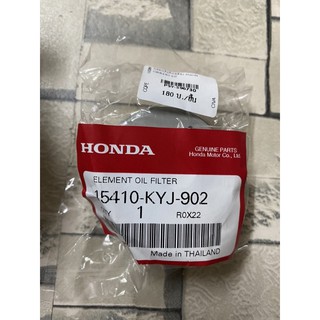 180 บ./ชิ้น
HONDA
GENUINE PARTS
Honda Motor Co., Ltd.
ELEMENT OIL FILTER
15410-KYJ-902
1 R0X22
Made in THAILAND